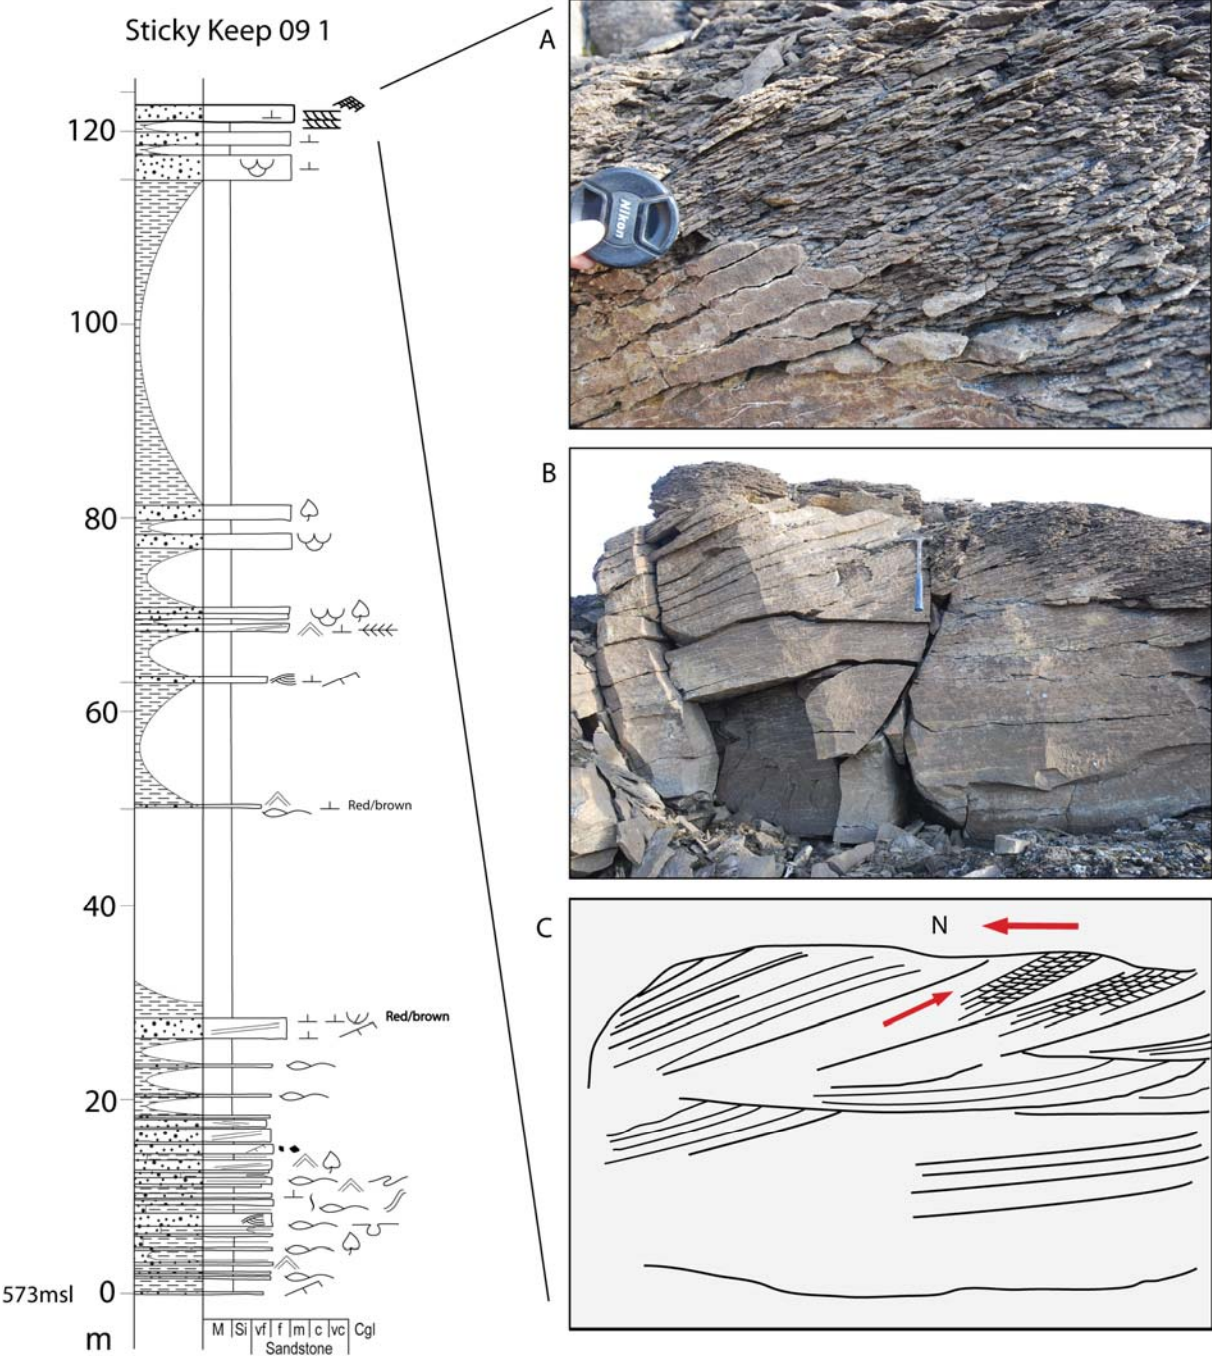 Sticky Keep 09 1
A
120
Nikon
100
80
B
60
Red/brown
40
C
N
Red/brown
20
573msl 0
m
M Si vf f m c vc Cgl
Sandstone